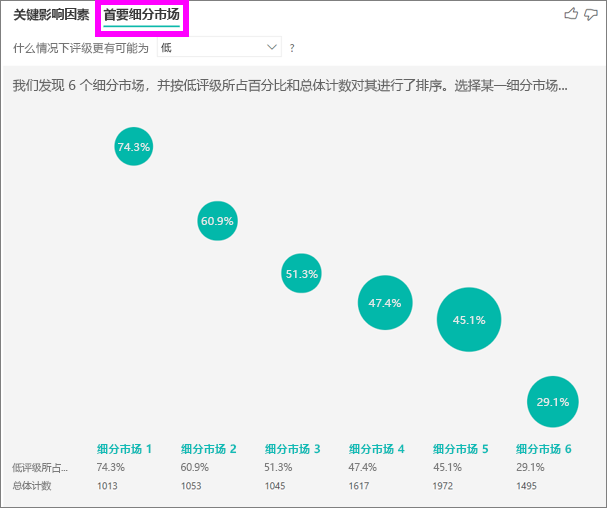 关键影响因素 首要细分市场
什么情况下评级更有可能为 低 ?
我们发现 6 个细分市场，并按低评级所占百分比和总体计数对其进行了排序。选择某一细分市场...
74.3%
60.9%
51.3%
47.4%
45.1%
29.1%
细分市场 1 细分市场 2 细分市场 3 细分市场 4 细分市场 5 细分市场 6
低评级所占... 74.3% 60.9% 51.3% 47.4% 45.1% 29.1%
总体计数 1013 1053 1045 1617 1972 1495